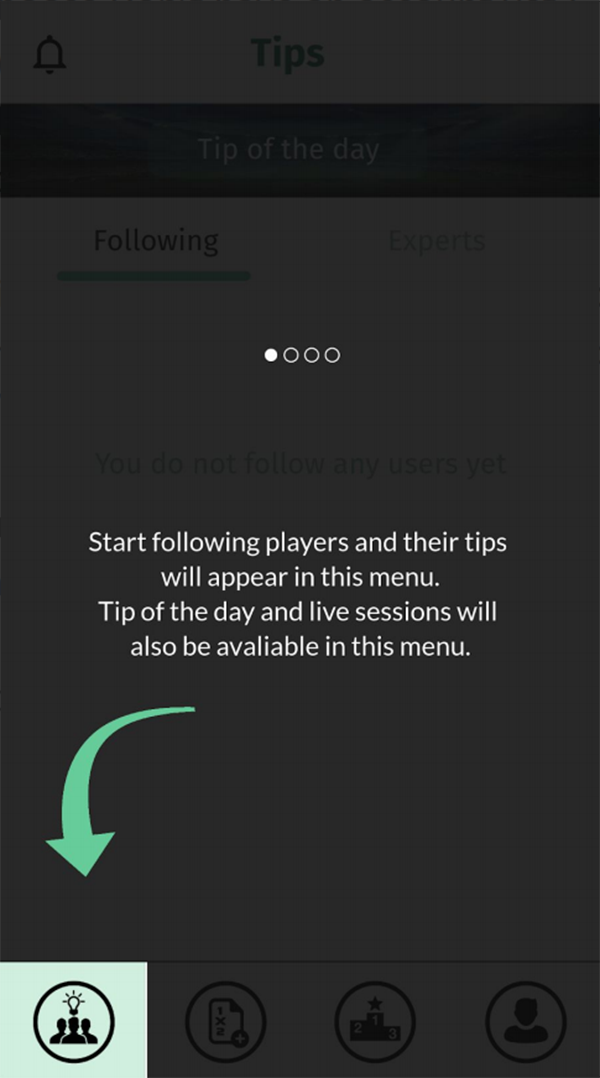 Tips
Tip of the day
Following
Experts
You do not follow any users yet
Start following players and their tips
will appear in this menu.
Tip of the day and live sessions will
also be avaliable in this menu.
1
X
2
2 1 3